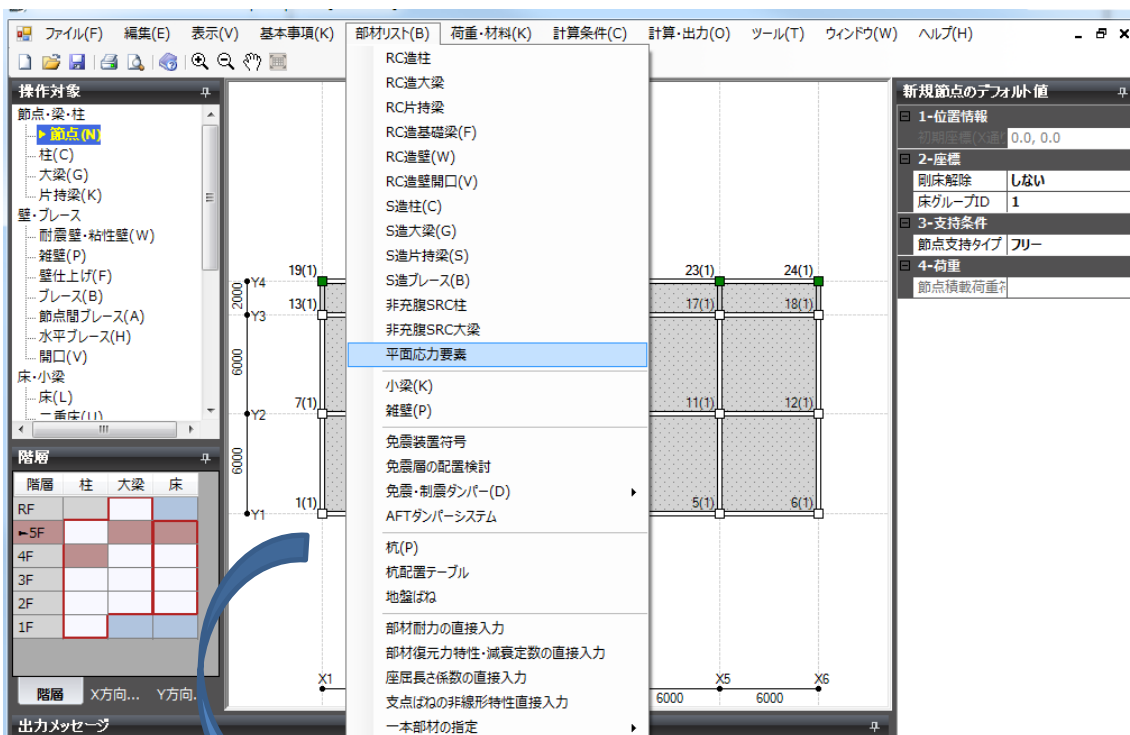 ファイル(F) 編集(E) 表示(V) 基本事項(K) 部材リスト(B) 荷重・材料(K) 計算条件(C) 計算・出力(O) ツール(T) ウィンドウ(W) ヘルプ(H)
操作対象
節点・梁・柱
節点(N)
柱(C)
大梁(G)
片持梁(K)
壁・ブレース
耐震壁・粘性壁(W)
雑壁(P)
壁仕上げ(F)
ブレース(B)
節点間ブレース(A)
水平ブレース(H)
開口(V)
床・小梁
床(L)
二重床(U)
階層
階層 柱 大梁 床
RF
5F
4F
3F
2F
1F
階層 X方向... Y方向...
出力メッセージ
RC造柱
RC造大梁
RC片持梁
RC造基礎梁(F)
RC造壁(W)
RC造壁開口(V)
S造柱(C)
S造大梁(G)
S造片持梁(S)
S造ブレース(B)
非充腹SRC柱
非充腹SRC大梁
平面応力要素
小梁(K)
雑壁(P)
免震装置符号
免震層の配置検討
免震・制震ダンパー(D)
AFTダンパーシステム
杭(P)
杭配置テーブル
地盤ばね
部材耐力の直接入力
部材復元力特性・減衰定数の直接入力
座屈長さ係数の直接入力
支点ばねの非線形特性直接入力
一本部材の指定
19(1) 23(1) 24(1)
Y4
2000
13(1) 17(1) 18(1)
Y3
6000
7(1) 11(1) 12(1)
Y2
6000
1(1) 5(1) 6(1)
Y1
X1 X5 X6
6000 6000
新規節点のデフォルト値
1-位置情報
初期座標(X通り 0.0, 0.0
2-座標
剛床解除 しない
床グループID 1
3-支持条件
節点支持タイプ フリー
4-荷重
節点積載荷重符